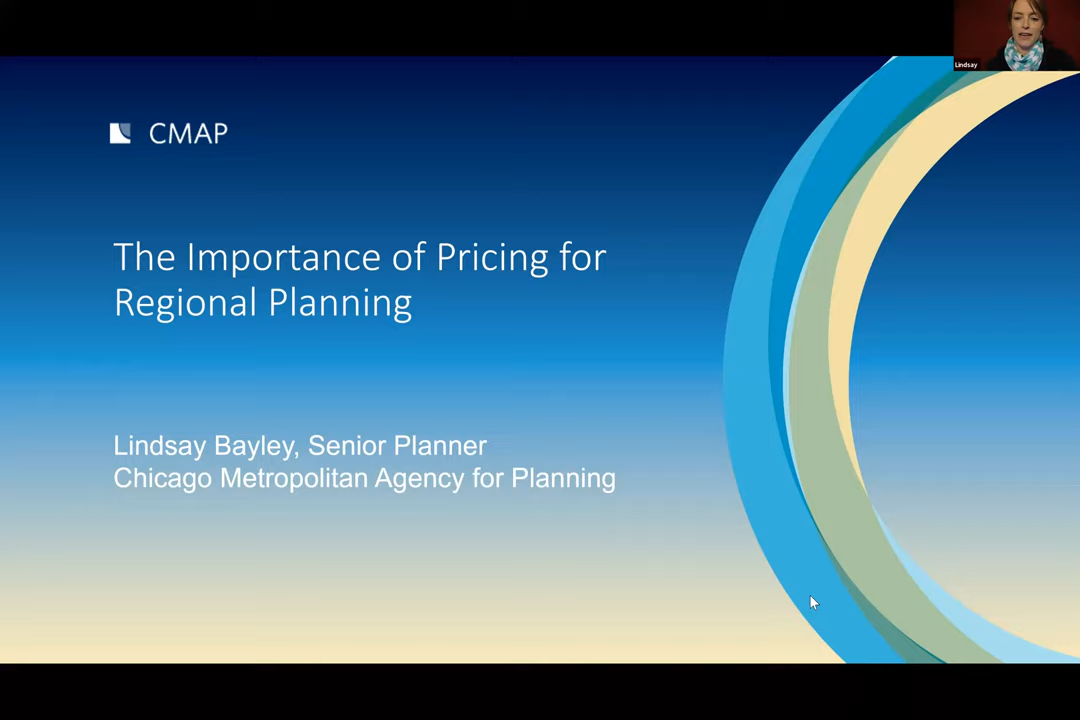 Lindsay
CMAP
The Importance of Pricing for
Regional Planning
Lindsay Bayley, Senior Planner
Chicago Metropolitan Agency for Planning